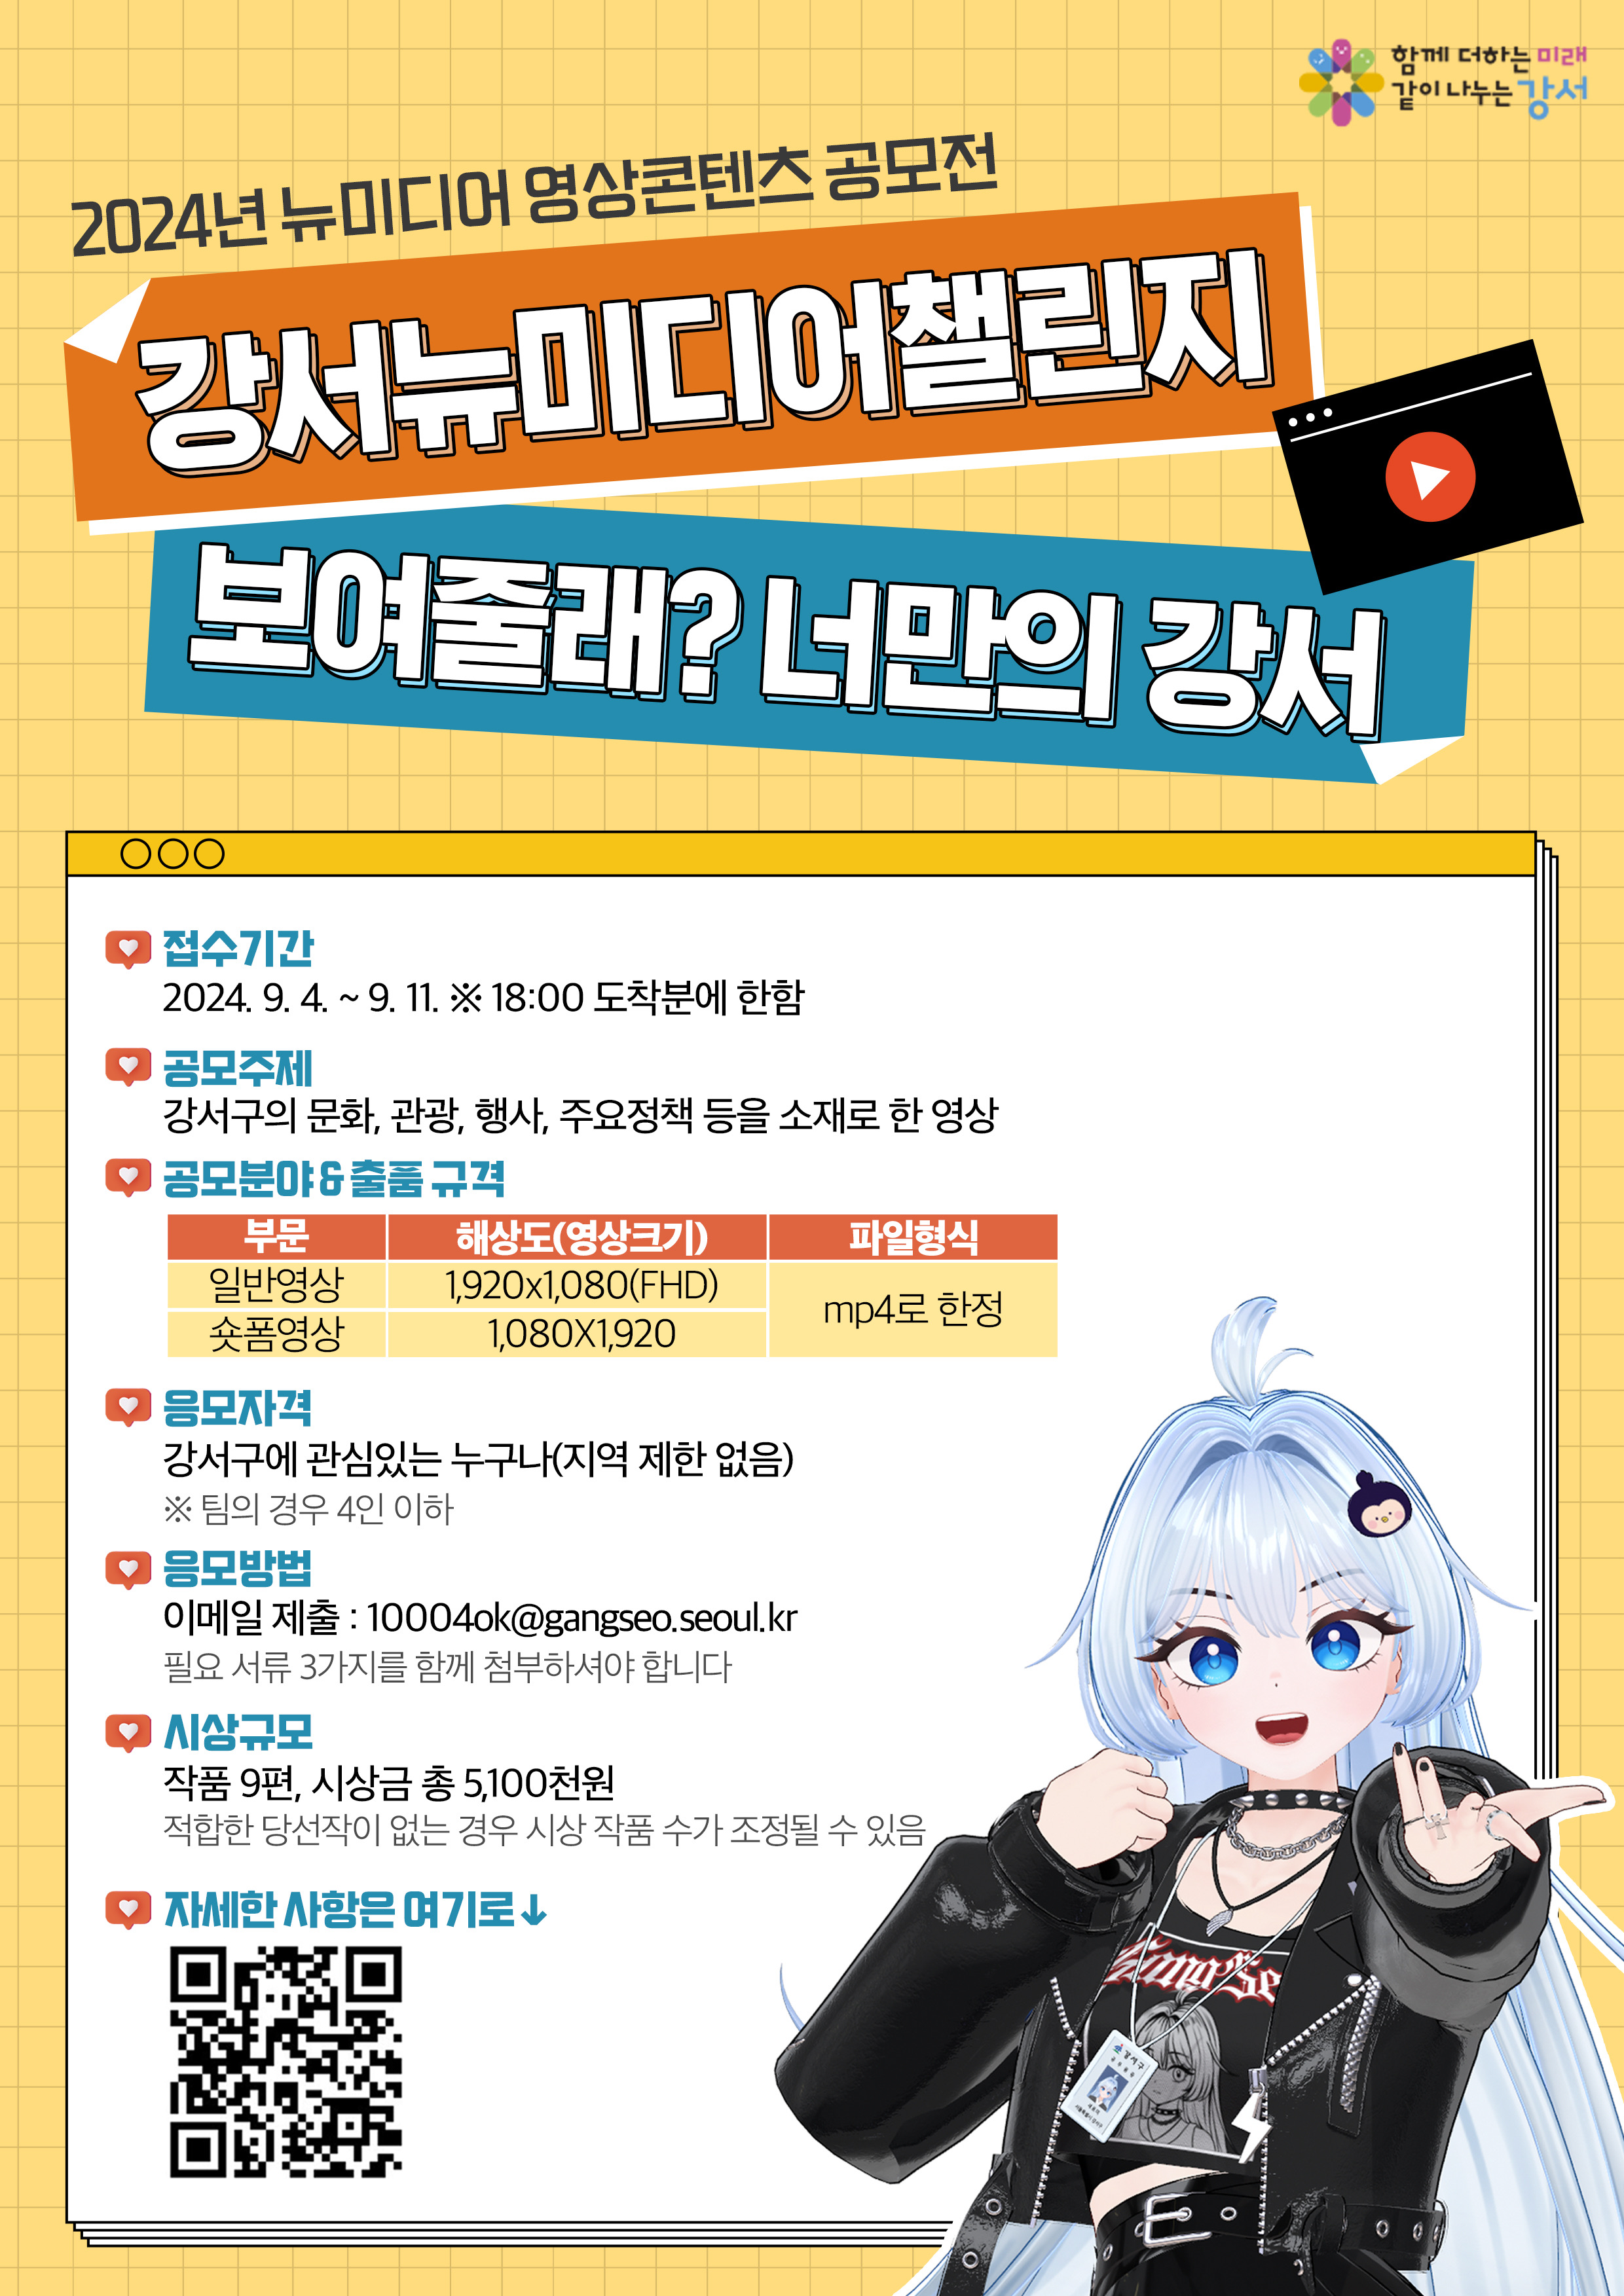 함께 더하는 미래
같이 나누는 강서
2024년 뉴미디어 영상콘텐츠 공모전
강서뉴미디어챌린지
보여줄래? 너만의 강서
접수기간
2024. 9. 4. ~ 9. 11. ※ 18:00 도착분에 한함
공모주제
강서구의 문화, 관광, 행사, 주요정책 등을 소재로 한 영상
공모분야 & 출품 규격
부문 해상도(영상크기) 파일형식
일반영상 1,920x1,080(FHD)
mp4로 한정
숏폼영상 1,080X1,920
응모자격
강서구에 관심있는 누구나(지역 제한 없음)
※ 팀의 경우 4인 이하
응모방법
이메일 제출 : 10004ok@gangseo.seoul.kr
필요 서류 3가지를 함께 첨부하셔야 합니다
시상규모
작품 9편, 시상금 총 5,100천원
적합한 당선작이 없는 경우 시상 작품 수가 조정될 수 있음
자세한 사항은 여기로↓
GangSe
강서구